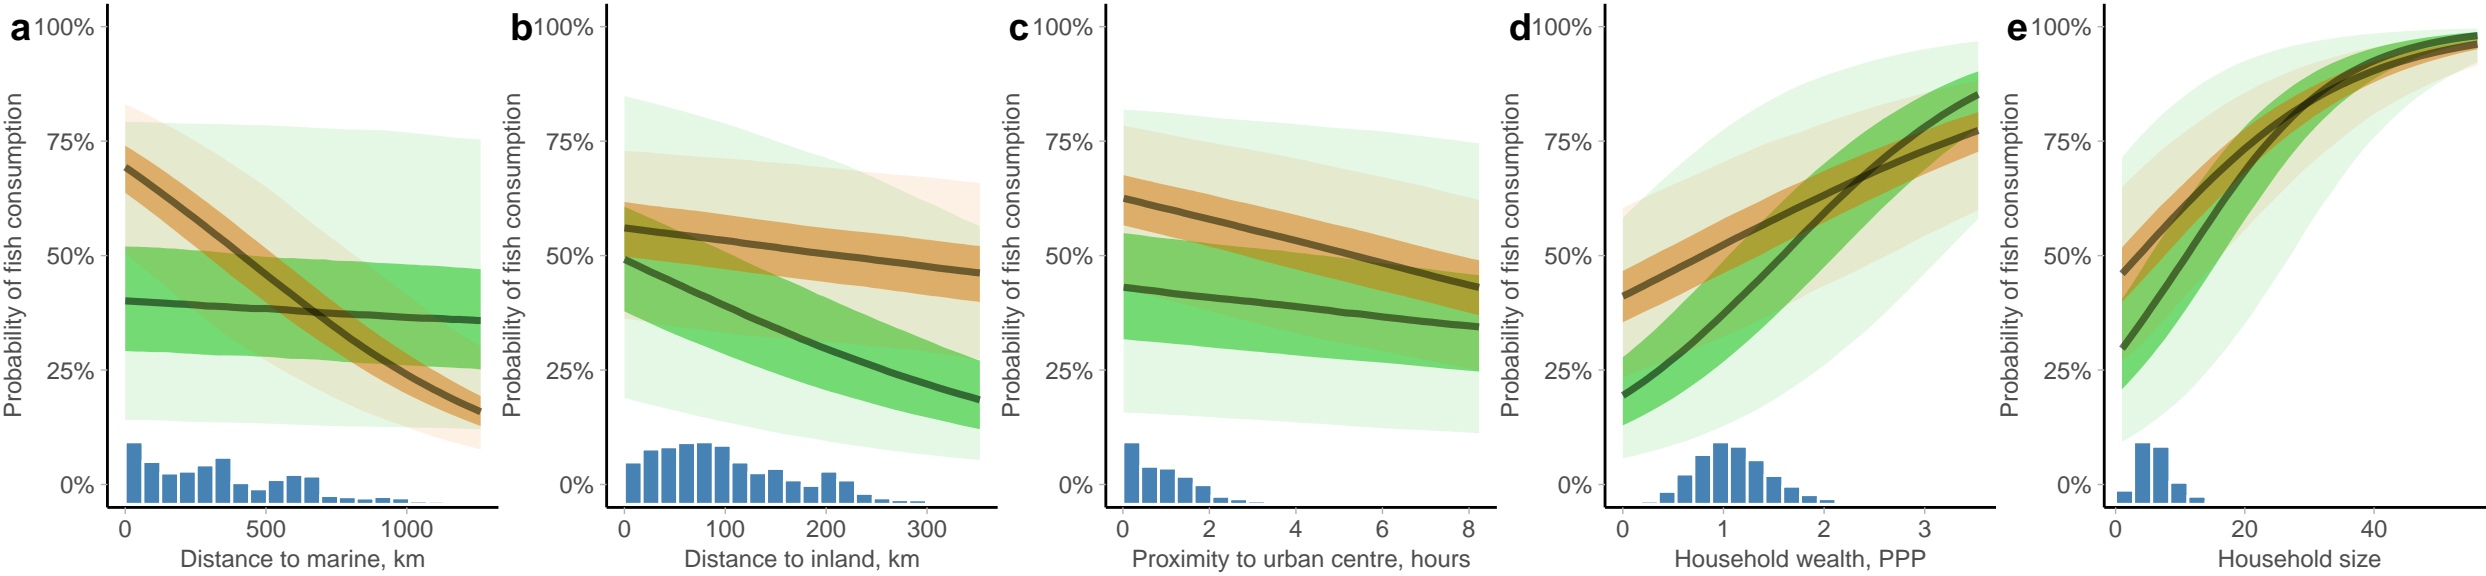 a
100%
75%
50%
25%
0%
Probability of fish consumption
0 500 1000
Distance to marine, km
b
100%
75%
50%
25%
0%
Probability of fish consumption
0 100 200 300
Distance to inland, km
c
100%
75%
50%
25%
0%
Probability of fish consumption
0 2 4 6 8
Proximity to urban centre, hours
d
100%
75%
50%
25%
0%
Probability of fish consumption
0 1 2 3
Household wealth, PPP
e
100%
75%
50%
25%
0%
Probability of fish consumption
0 20 40
Household size